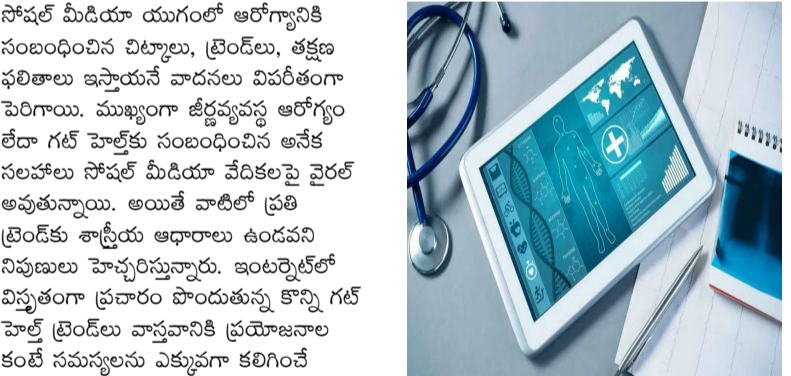 సోషల్ మీడియా యుగంలో ఆరోగ్యానికి
సంబంధించిన చిట్కాలు, ట్రెండ్‌లు, తక్షణ
ఫలితాలు ఇస్తాయనే వాదనలు విపరీతంగా
పెరిగాయి. ముఖ్యంగా జీర్ణవ్యవస్థ ఆరోగ్యం
లేదా గట్ హెల్త్‌కు సంబంధించిన అనేక
సలహాలు సోషల్ మీడియా వేదికలపై వైరల్
అవుతున్నాయి. అయితే వాటిలో ప్రతి
ట్రెండ్‌కు శాస్త్రీయ ఆధారాలు ఉండవని
నిపుణులు హెచ్చరిస్తున్నారు. ఇంటర్నెట్‌లో
విస్తృతంగా ప్రచారం పొందుతున్న కొన్ని గట్
హెల్త్ ట్రెండ్‌లు వాస్తవానికి ప్రయోజనాల
కంటే సమస్యలను ఎక్కువగా కలిగించే